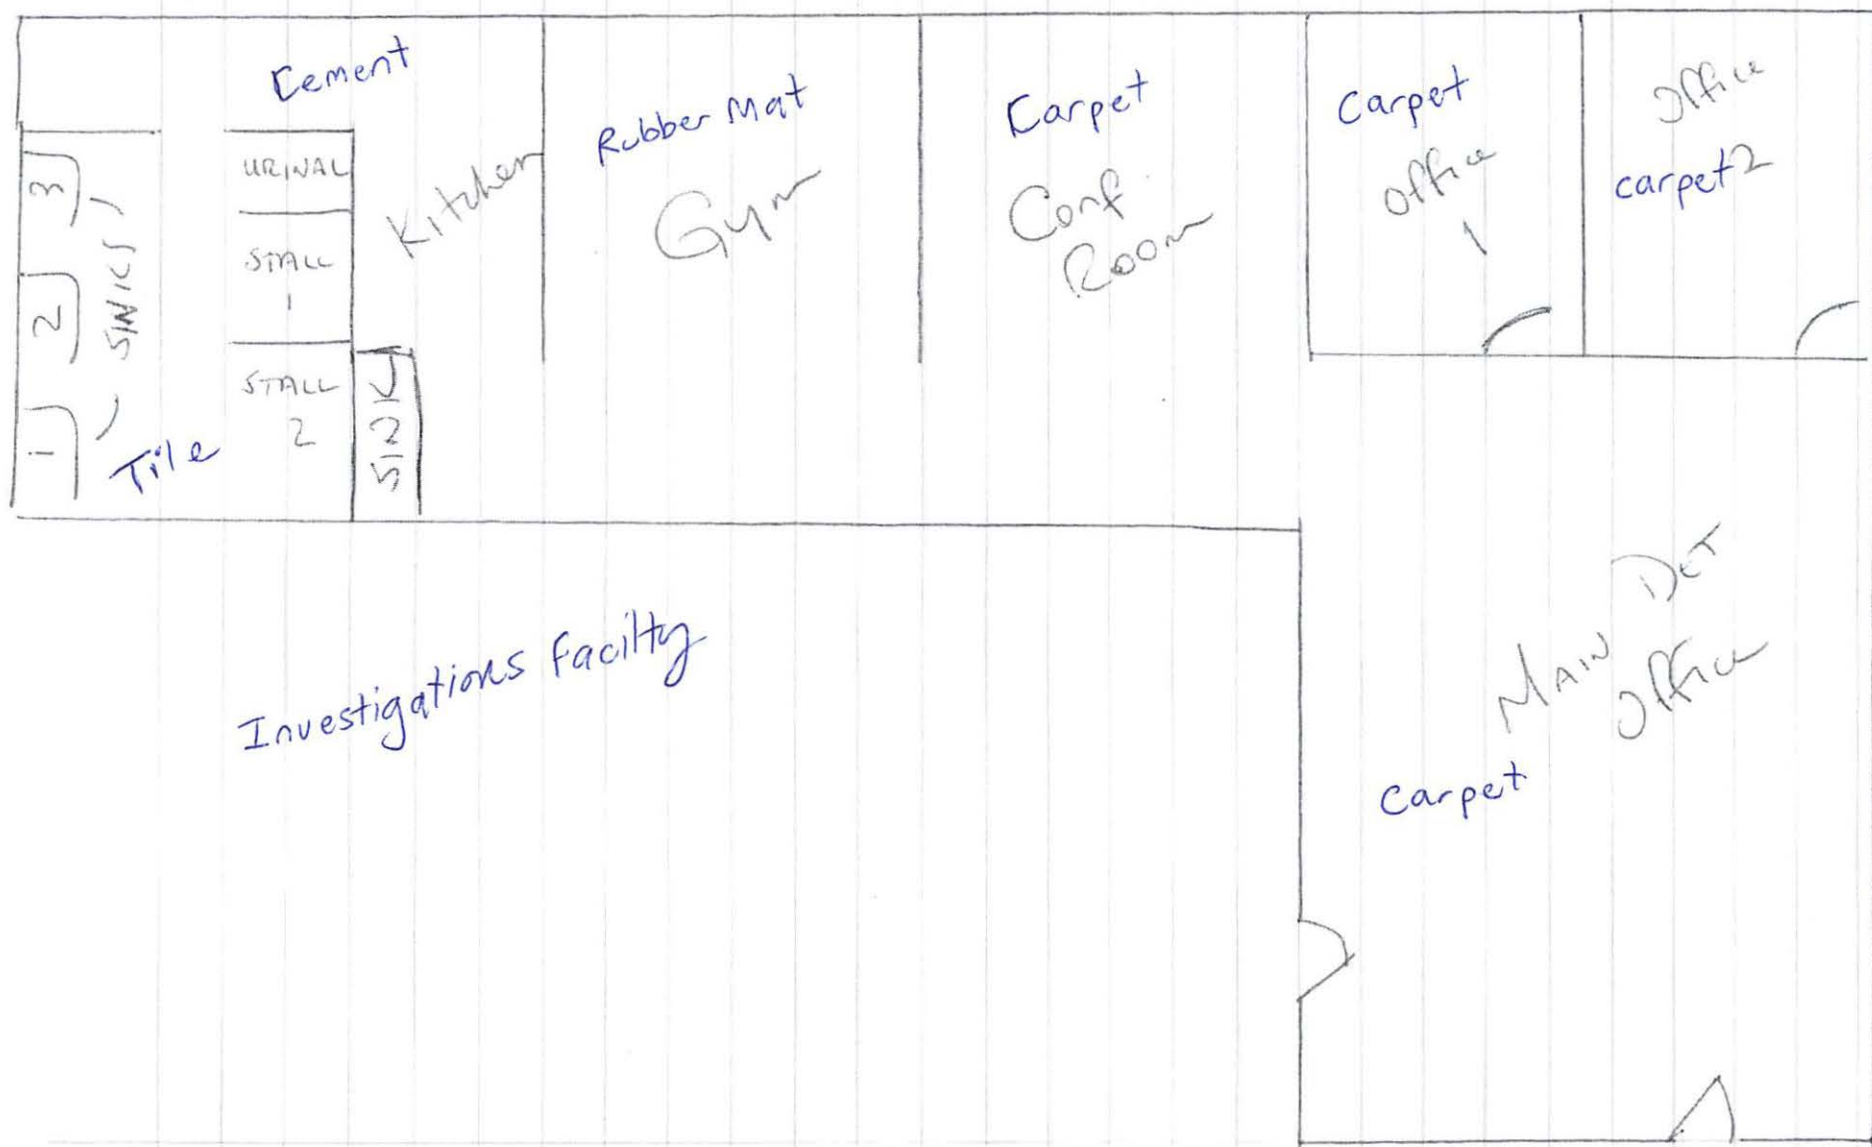 Cement
Kitchen
URINAL
STALL
1
STALL
2
SINK
3
2
1
SINKS
Tile
Rubber Mat
Gym
Carpet
Conf
Room
Carpet
office
1
Office
carpet 2
Investigations Facilty
MAIN DET
Office
Carpet